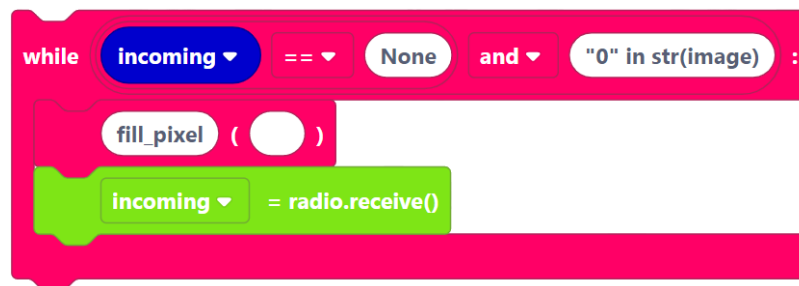 while incoming == None and "0" in str(image) :
fill_pixel ( )
incoming = radio.receive()